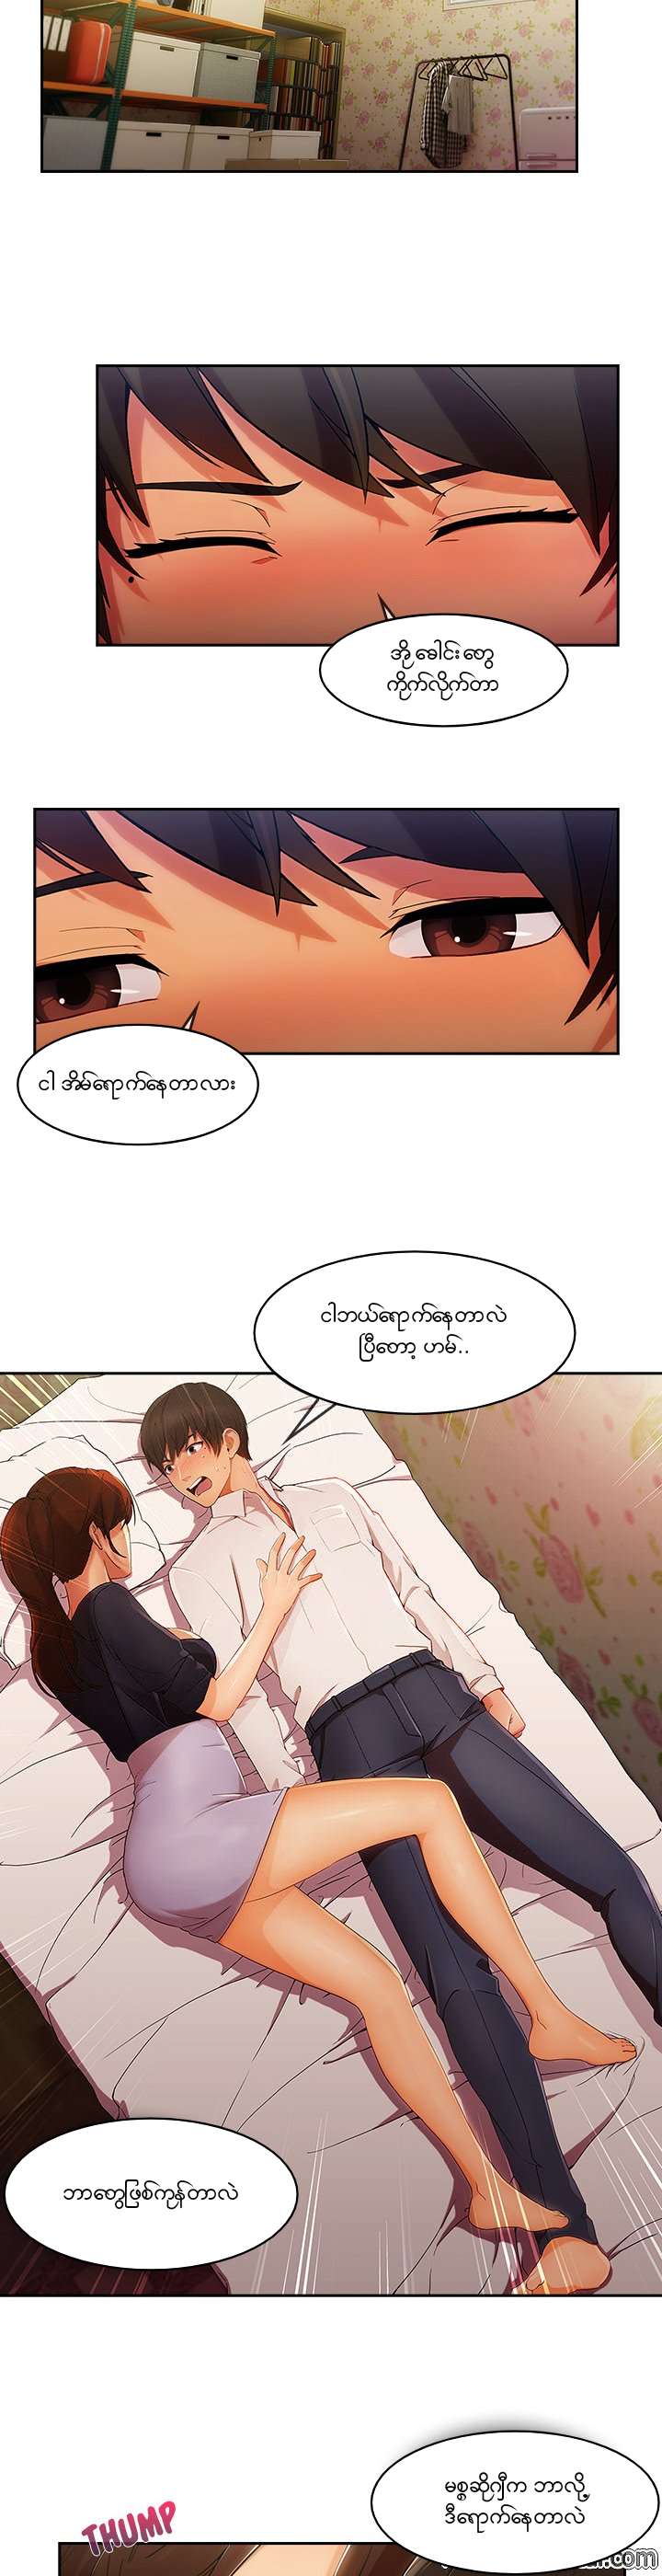 အို ခေါင်းတွေ
ကိုက်လိုက်တာ
ငါ အိမ်ရောက်နေတာလား
ငါဘယ်ရောက်နေတာလဲ
ပြီတော့ ဟမ်..
ဘာတွေဖြစ်ကုန်တာလဲ
မစ္စဆိုဂျီက ဘာလို့
ဒီရောက်နေတာလဲ
THUMP